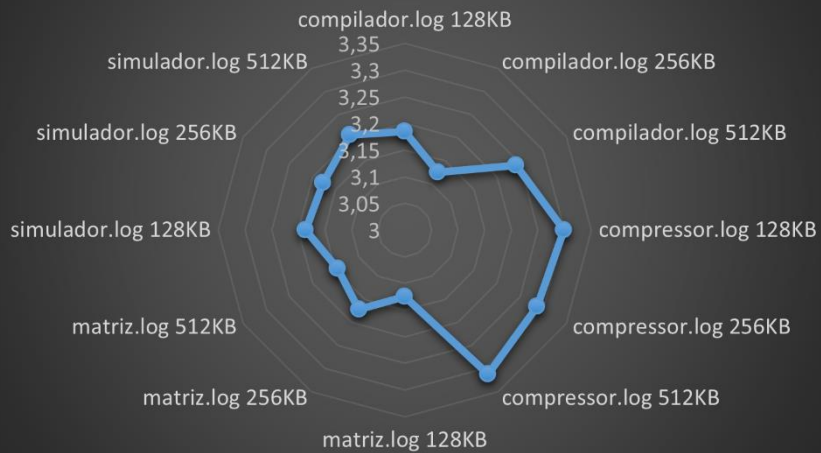 compilador.log 128KB
compilador.log 256KB
compilador.log 512KB
compressor.log 128KB
compressor.log 256KB
compressor.log 512KB
matriz.log 128KB
matriz.log 256KB
matriz.log 512KB
simulador.log 128KB
simulador.log 256KB
simulador.log 512KB
3,35
3,3
3,25
3,2
3,15
3,1
3,05
3